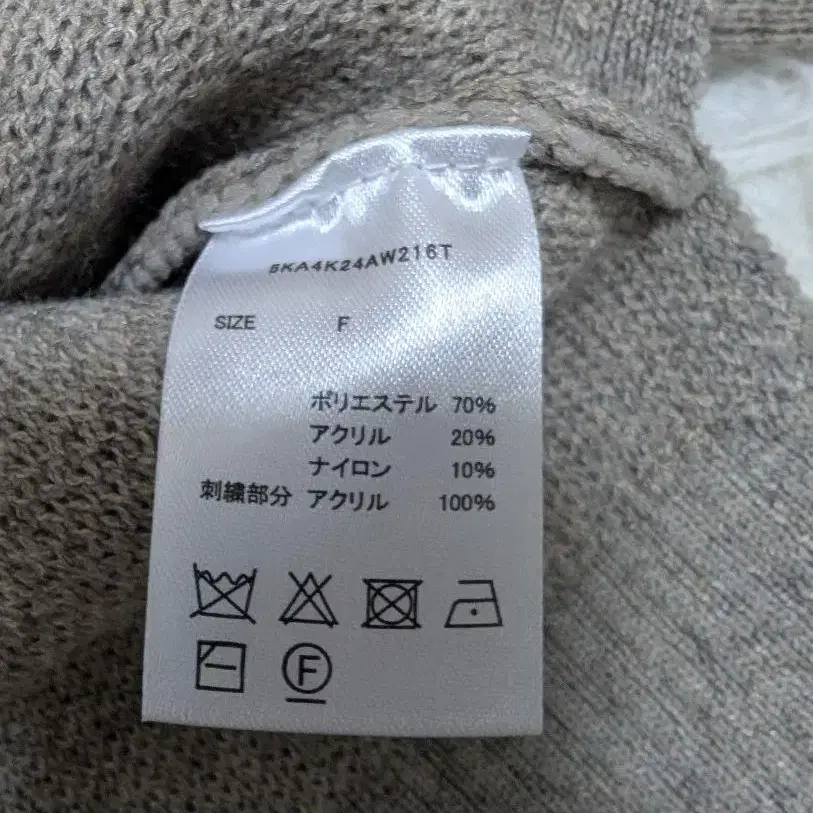 5KA4K24AW216T
SIZE F
ポリエステル 70%
アクリル 20%
ナイロン 10%
刺繍部分 アクリル 100%
F